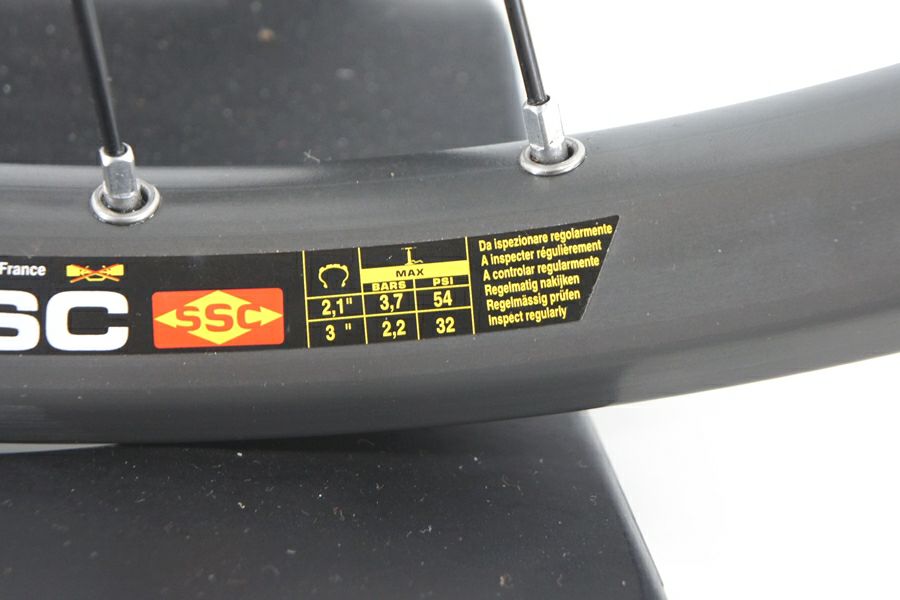 France
SC
SSC
MAX
BARS PSI
2,1" 3,7 54
3 " 2,2 32
Da ispezionare regolarmente
A inspecter régulièrement
A controlar regularmente
Regelmatig nakijken
Regelmässig prüfen
Inspect regularly